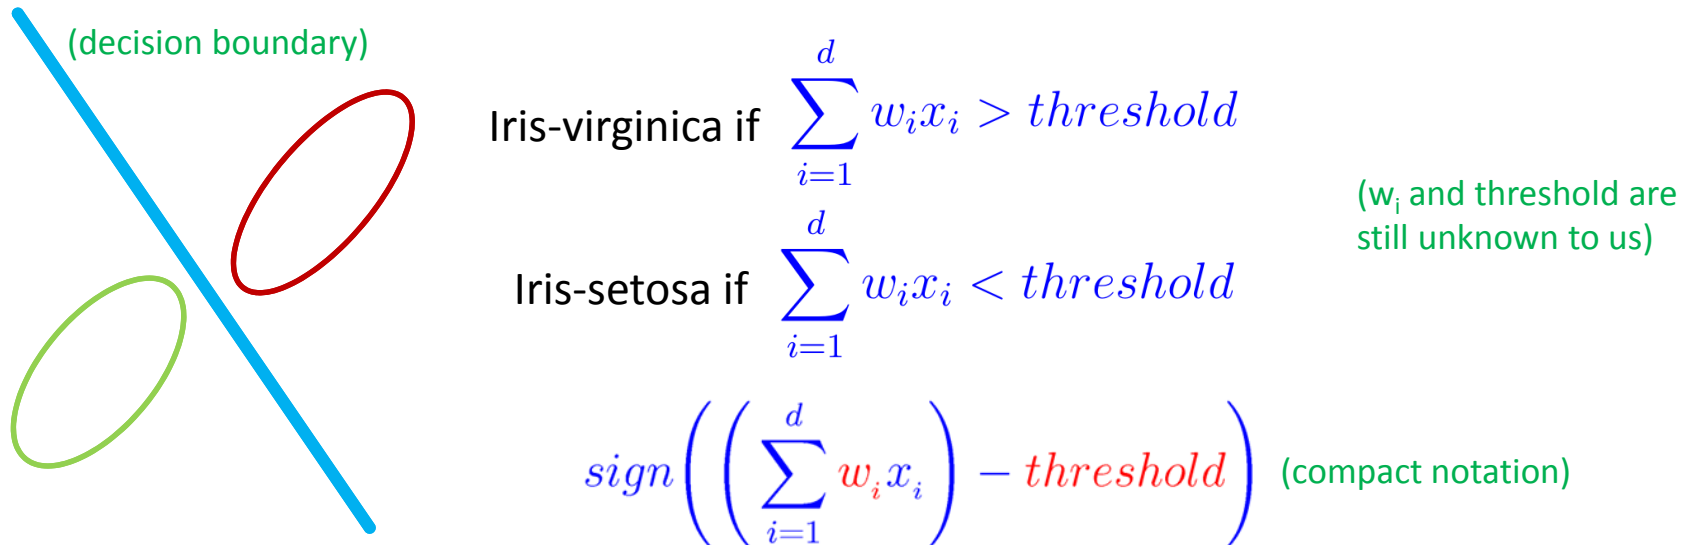 (decision boundary)
Iris-virginica if $\sum_{i=1}^{d} w_i x_i > threshold$
(w_i and threshold are
still unknown to us)
Iris-setosa if $\sum_{i=1}^{d} w_i x_i < threshold$
$sign\left(\left(\sum_{i=1}^{d} w_i x_i\right) - threshold\right)$ (compact notation)